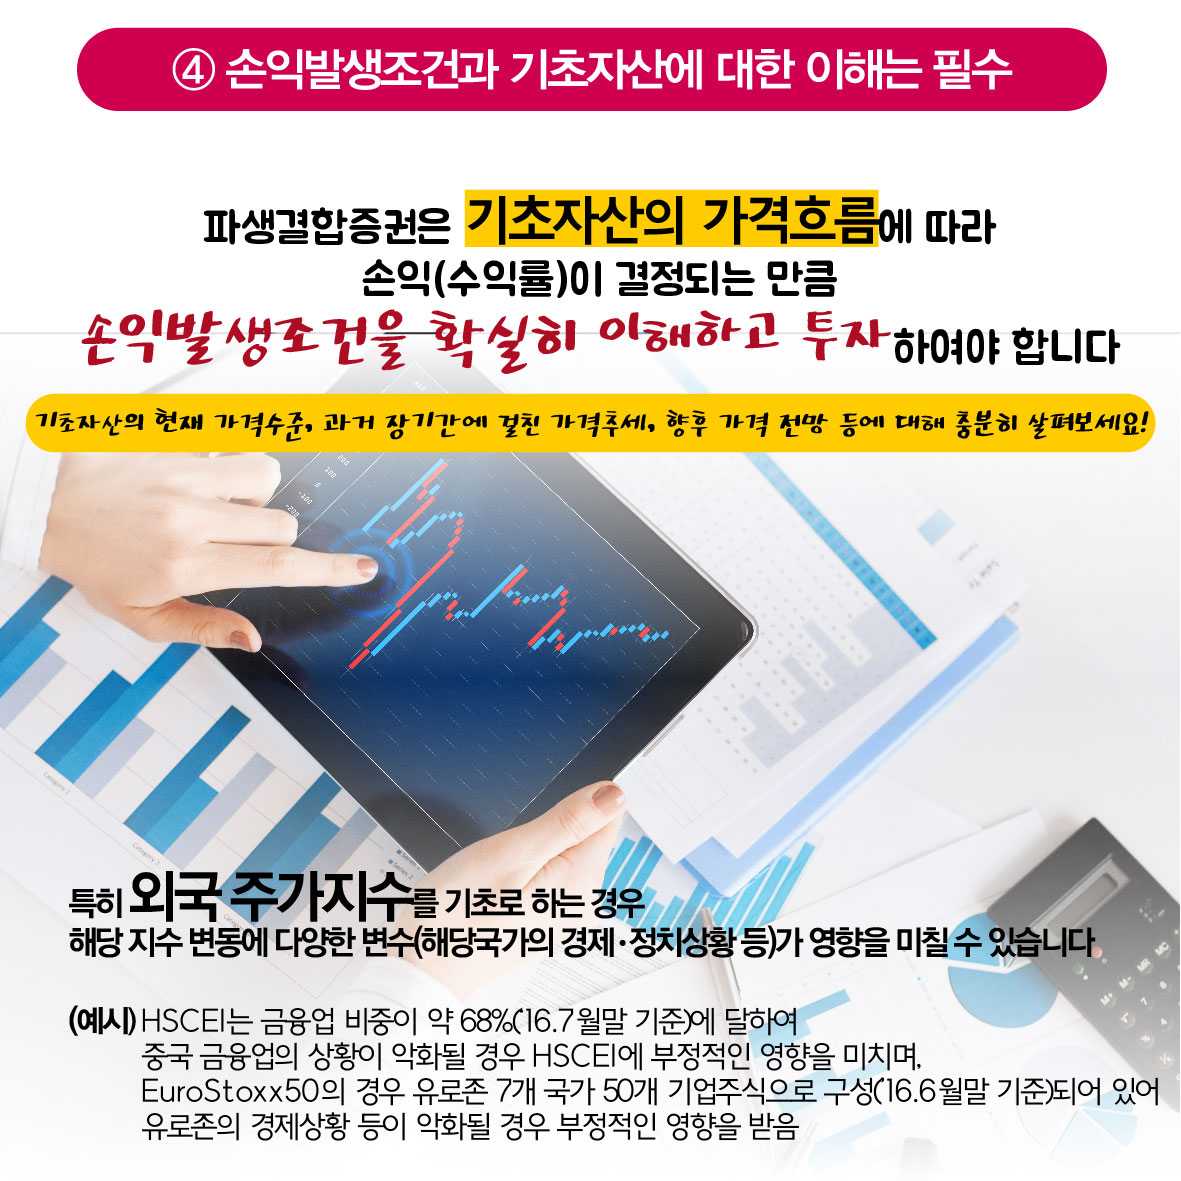 ④ 손익발생조건과 기초자산에 대한 이해는 필수
파생결합증권은 기초자산의 가격흐름에 따라
손익(수익률)이 결정되는 만큼
손익발생조건을 확실히 이해하고 투자하여야 합니다
기초자산의 현재 가격수준, 과거 장기간에 걸친 가격추세, 향후 가격 전망 등에 대해 충분히 살펴보세요!
200
100
0
-100
-200
Sale T
Category 2
Category 3
Series 2
MC
MR
M-
M+
7
특히 외국 주가지수를 기초로 하는 경우
해당 지수 변동에 다양한 변수(해당국가의 경제·정치상황 등)가 영향을 미칠 수 있습니다
(예시) HSCEI는 금융업 비중이 약 68%('16.7월말 기준)에 달하여
중국 금융업의 상황이 악화될 경우 HSCEI에 부정적인 영향을 미치며,
EuroStoxx50의 경우 유로존 7개 국가 50개 기업주식으로 구성('16.6월말 기준)되어 있어
유로존의 경제상황 등이 악화될 경우 부정적인 영향을 받음